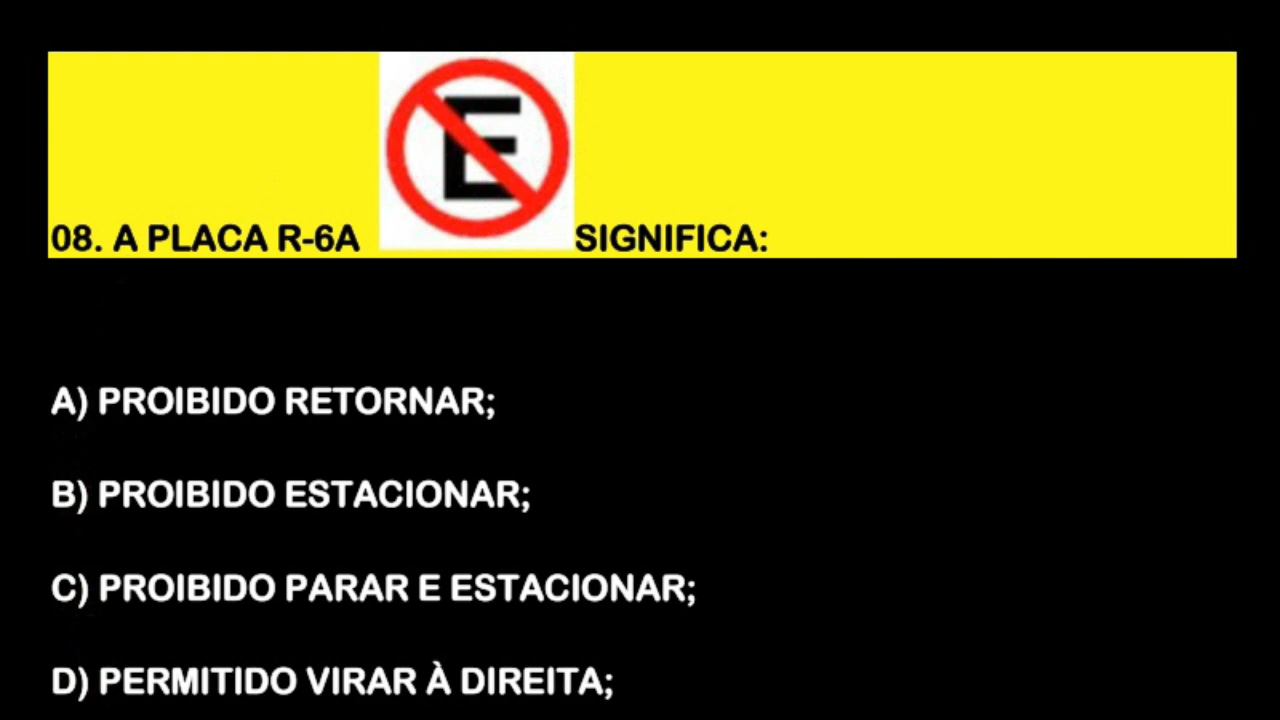 E
08. A PLACA R-6A SIGNIFICA:
A) PROIBIDO RETORNAR;
B) PROIBIDO ESTACIONAR;
C) PROIBIDO PARAR E ESTACIONAR;
D) PERMITIDO VIRAR À DIREITA;